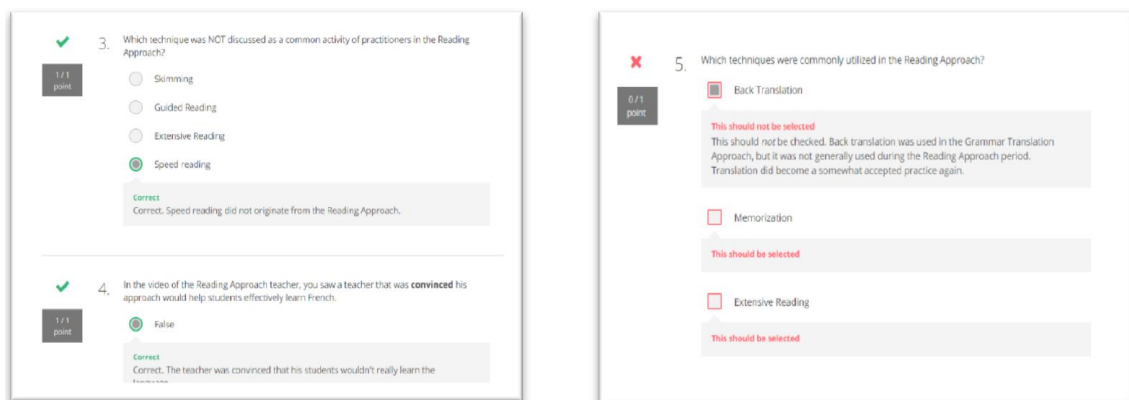 3. Which technique was NOT discussed as a common activity of practitioners in the Reading
Approach?
1 / 1
point
Skimming
Guided Reading
Extensive Reading
Speed reading
Correct
Correct. Speed reading did not originate from the Reading Approach.
4. In the video of the Reading Approach teacher, you saw a teacher that was convinced his
approach would help students effectively learn French.
1 / 1
point
False
Correct
Correct. The teacher was convinced that his students wouldn't really learn the
5. Which techniques were commonly utilized in the Reading Approach?
0 / 1
point
Back Translation
This should not be selected
This should not be checked. Back translation was used in the Grammar Translation
Approach, but it was not generally used during the Reading Approach period.
Translation did become a somewhat accepted practice again.
Memorization
This should be selected
Extensive Reading
This should be selected